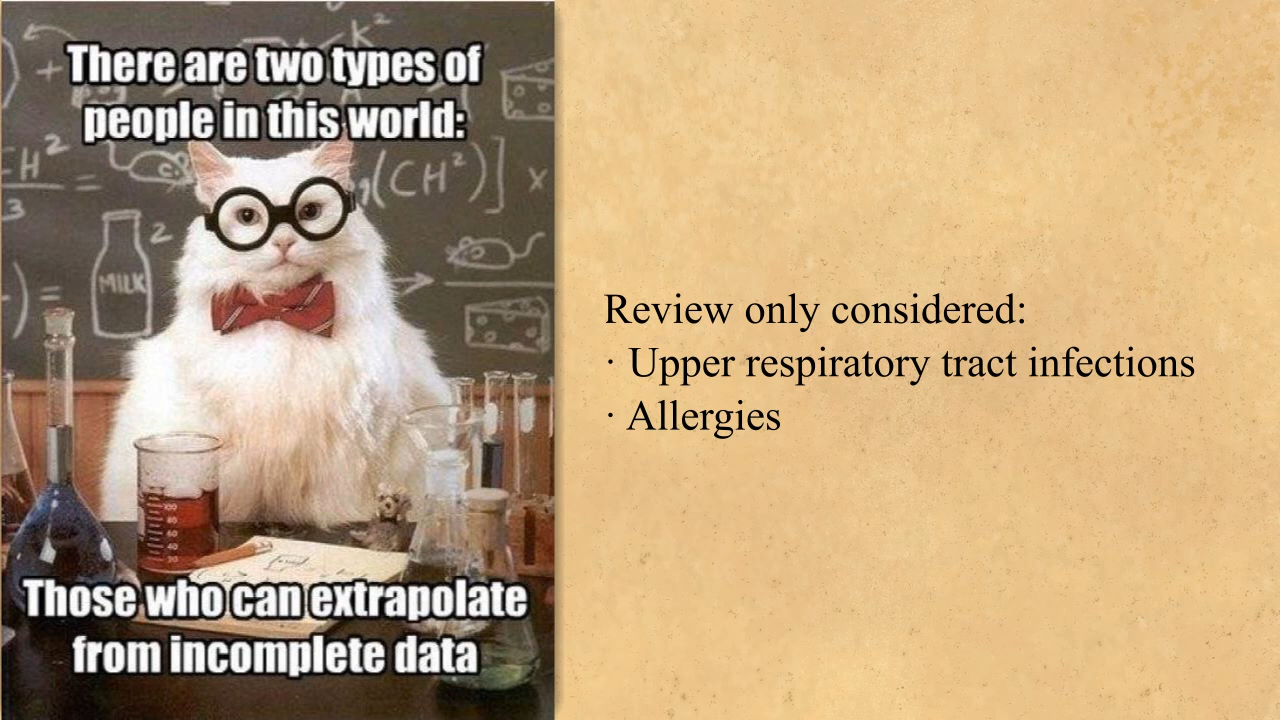 There are two types of
people in this world:
MILK
Those who can extrapolate
from incomplete data
Review only considered:
· Upper respiratory tract infections
· Allergies